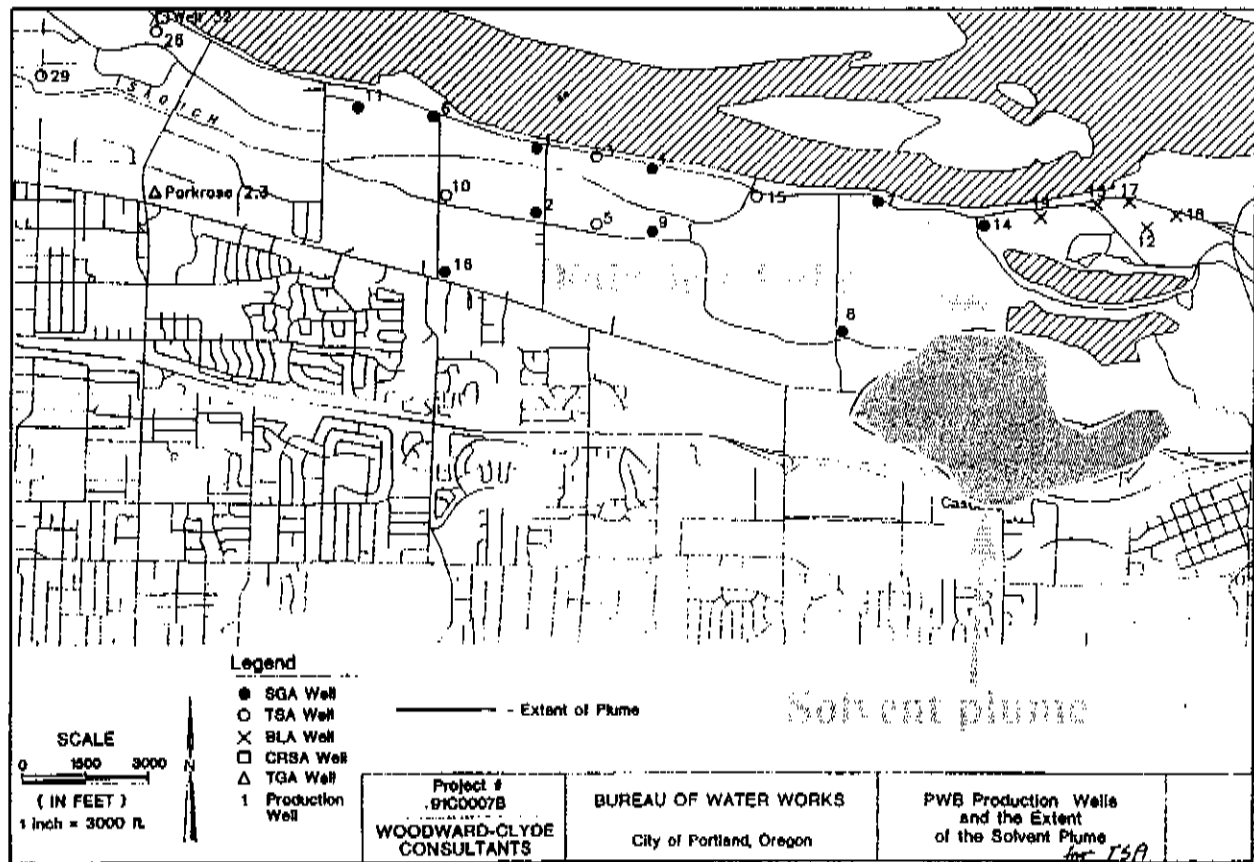 28
29
11
6
S L O U G H
1
3
4
Parkrose 2,3
10
2
5
9
15
7
14
13
17
12
18
16
8
Legend
● SGA Well
○ TSA Well
× BLA Well
□ CRSA Well
△ TGA Well
1 Production
Well
- Extent of Plume
Solvent plume
SCALE
0 1500 3000
( IN FEET )
1 inch = 3000 ft.
N
Project #
91C0007B
WOODWARD-CLYDE
CONSULTANTS
BUREAU OF WATER WORKS
City of Portland, Oregon
PWB Production Wells
and the Extent
of the Solvent Plume
for TSA